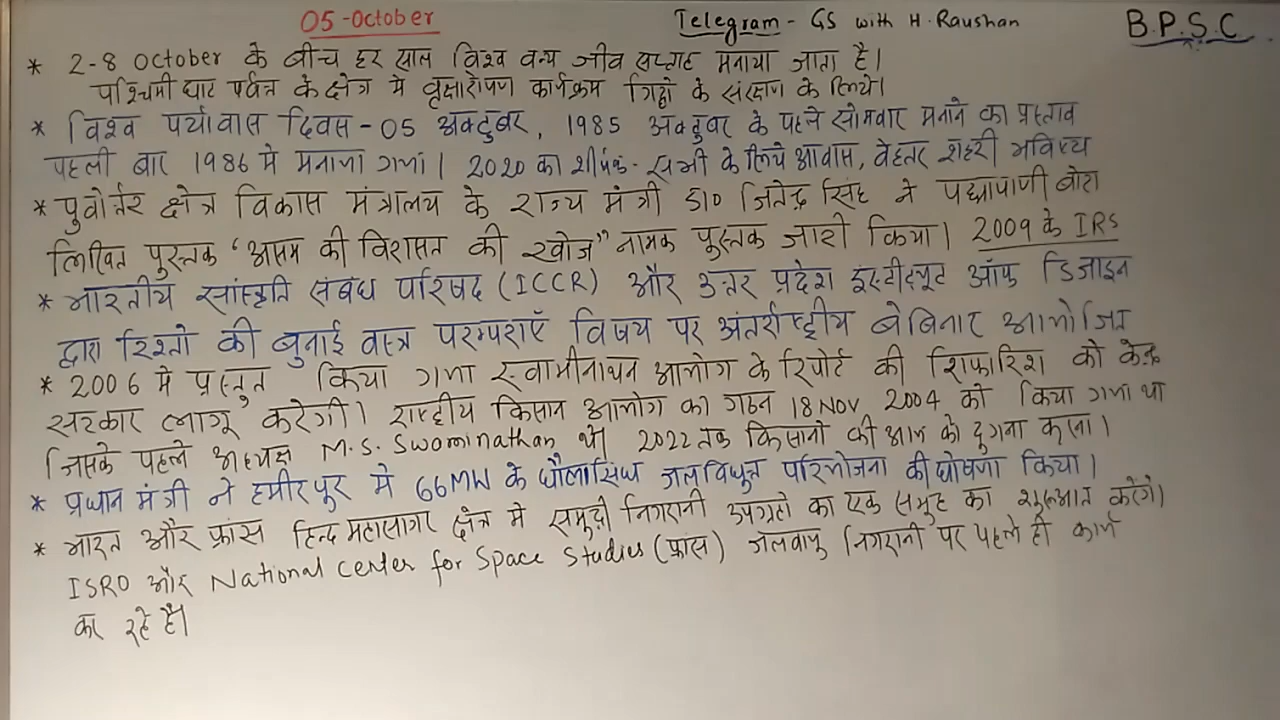 05-October
Telegram - GS with H. Raushan
B.P.S.C
* 2-8 October के बीच हर साल विश्व वन्य जीव सप्ताह मनाया जाता है।
पश्चिमी घाट पर्वत के क्षेत्र मे वृक्षारोपण कार्यक्रम गिद्दो के संरक्षण के लिये।
* विश्व पर्यावास दिवस - 05 अक्टुबर, 1985 अक्टुबर के पहले सोमवार मनाने का प्रस्ताव
पहली बार 1986 मे मनाया गया। 2020 का शीर्षक - सभी के लिये आवास, वेहतर शहरी भविष्य
* पुर्वोत्तर क्षेत्र विकास मंत्रालय के राज्य मंत्री डा० जितेन्द्र सिंह ने पद्मपाणी बोरा
लिखित पुस्तक "असम की विरासत की खोज" नामक पुस्तक जारी किया। 2009 के IRS
* भारतीय सांस्कृति संबंध परिषद (ICCR) और उत्तर प्रदेश इंस्टीट्यूट ऑफ डिजाइन
द्वारा रिश्तो की बुनाई वस्त्र परम्पराएँ विषय पर अंतर्राष्ट्रीय बेबिनार आयोजित
* 2006 मे प्रस्तुत किया गया स्वामीनाथन आयोग के रिपोर्ट की शिफारिश को केन्द्र
सरकार लागू करेगी। राष्ट्रीय किसान आयोग का गठन 18 Nov 2004 को किया गया था
जिसके पहले अध्यक्ष M.S. Swaminathan थे। 2022 तक किसानो की आय को दुगना करना।
* प्रधान मंत्री ने हमीरपुर मे 66MW के धौलासिध जलविधुत परियोजना की घोषणा किया।
* भारत और फ्रांस हिन्द महासागर क्षेत्र मे समुद्री निगरानी उपग्रहो का एक समुह का शुरूआत करेंगे।
ISRO और National Center for Space Studies (फ्रांस) जलवायु निगरानी पर पहले ही कार्य
कर रहे है।